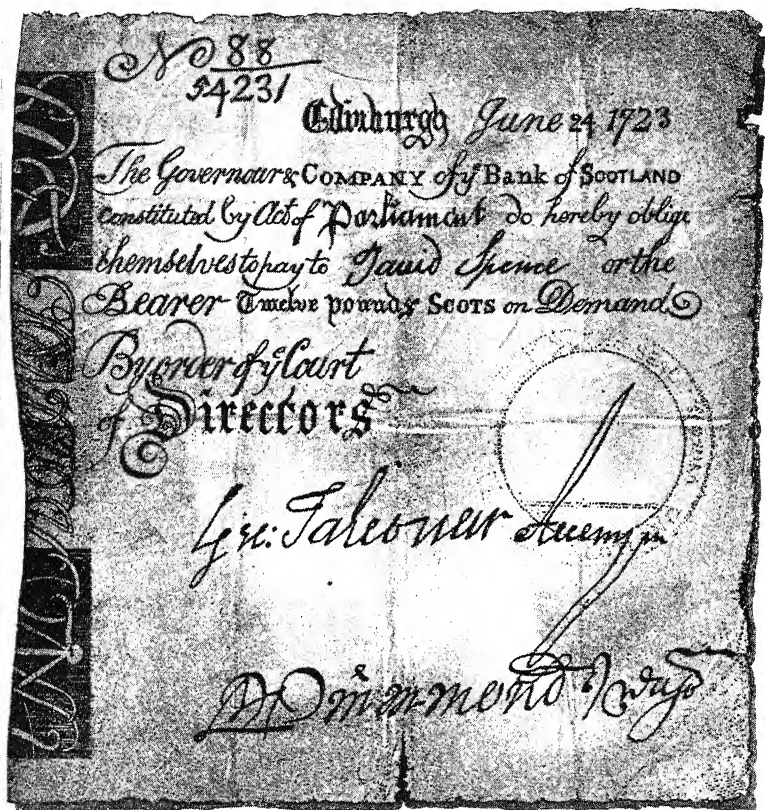 No 88
54231
Edinburgh June 24 1723
The Governour & COMPANY of yͤ Bank of SCOTLAND
Constituted by Act of Parliament do hereby oblige
themselves to pay to David Spence or the
Bearer Twelve pounds SCOTS on Demand
By order of yͤ Court
of Directors
Drummond